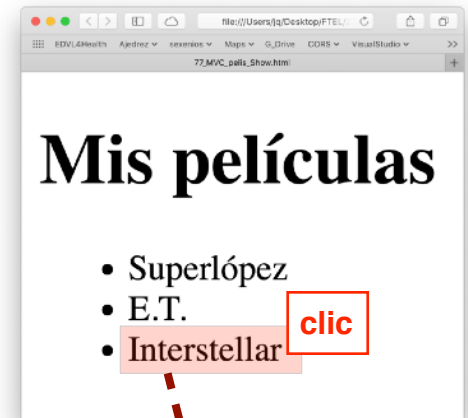 file:///Users/jq/Desktop/FTEL/
EDVL4Health Ajedrez sexenios Maps G_Drive CORS VisualStudio >>
77_MVC_pelis_Show.html +
Mis películas
• Superlópez
• E.T.
• Interstellar
clic